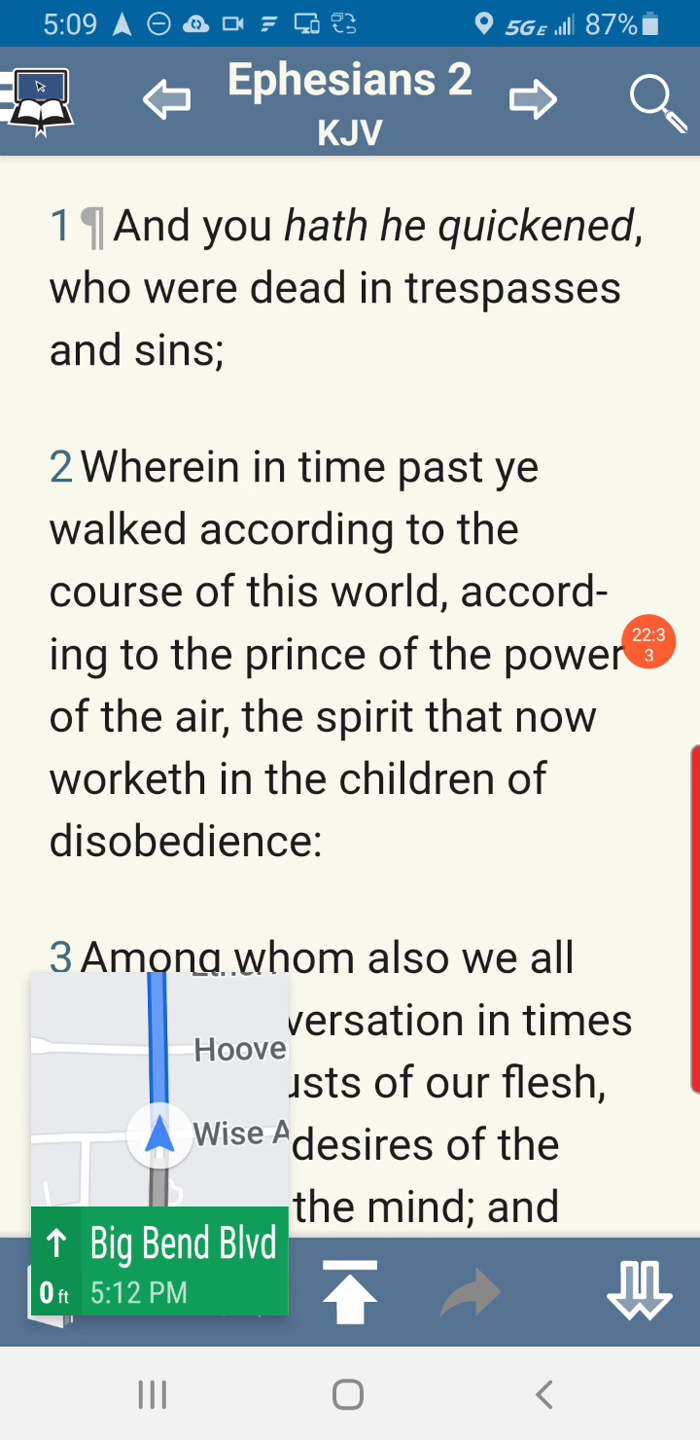 5:09 5GE 87%
Ephesians 2
KJV
1 ¶ And you hath he quickened,
who were dead in trespasses
and sins;
2 Wherein in time past ye
walked according to the
course of this world, accord-
ing to the prince of the power
22:3
3
of the air, the spirit that now
worketh in the children of
disobedience:
3 Among whom also we all
versation in times
usts of our flesh,
desires of the
the mind; and
Hoove
Wise A
Big Bend Blvd
0 ft 5:12 PM